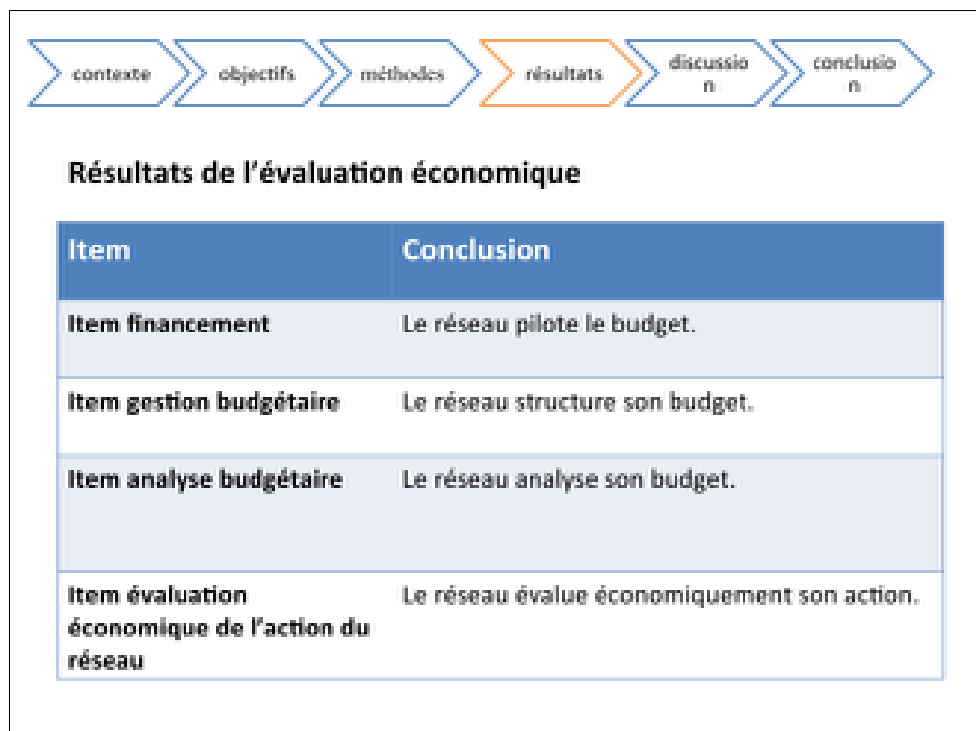 contexte
objectifs
méthodes
résultats
discussio
n
conclusio
n
Résultats de l'évaluation économique
Item Conclusion
Item financement Le réseau pilote le budget.
Item gestion budgétaire Le réseau structure son budget.
Item analyse budgétaire Le réseau analyse son budget.
Item évaluation Le réseau évalue économiquement son action.
économique de l'action du
réseau